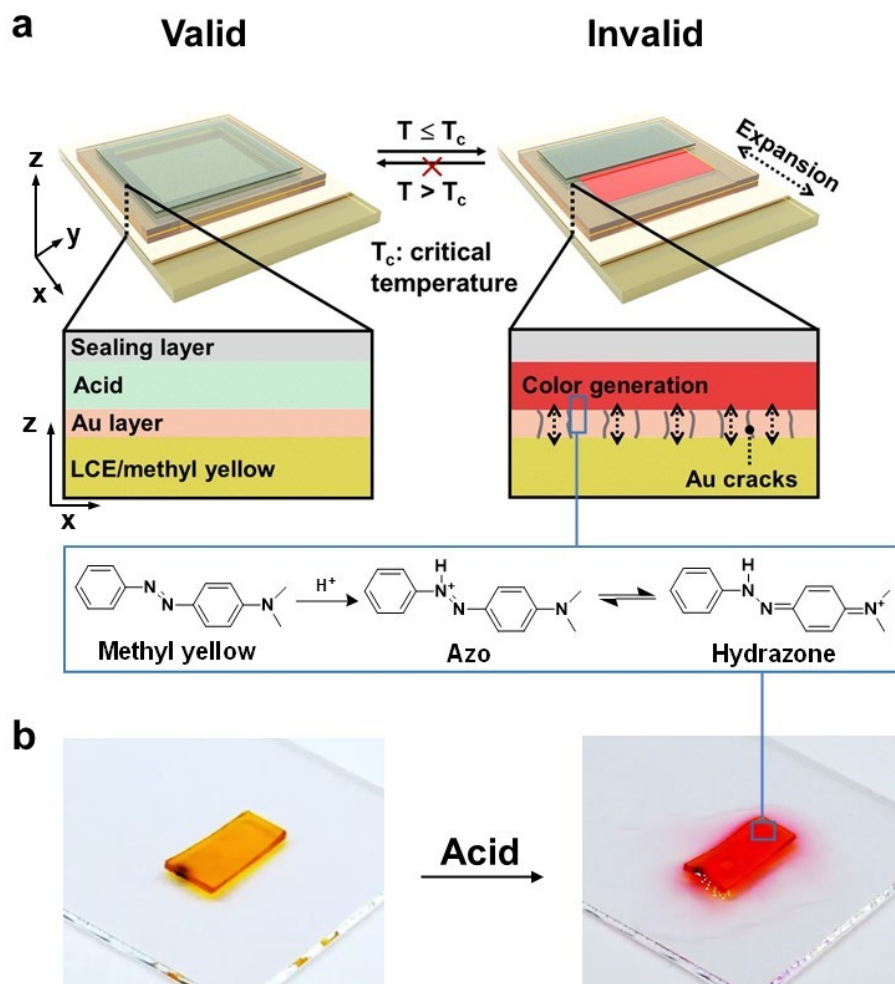 a
Valid
Invalid
T ≤ Tc
T > Tc
Tc: critical
temperature
Expansion
z
y
x
Sealing layer
Acid
Au layer
LCE/methyl yellow
z
x
Color generation
Au cracks
N
N
N
H+
H
N+
N
N
H
N
N
N+
Methyl yellow
Azo
Hydrazone
b
Acid